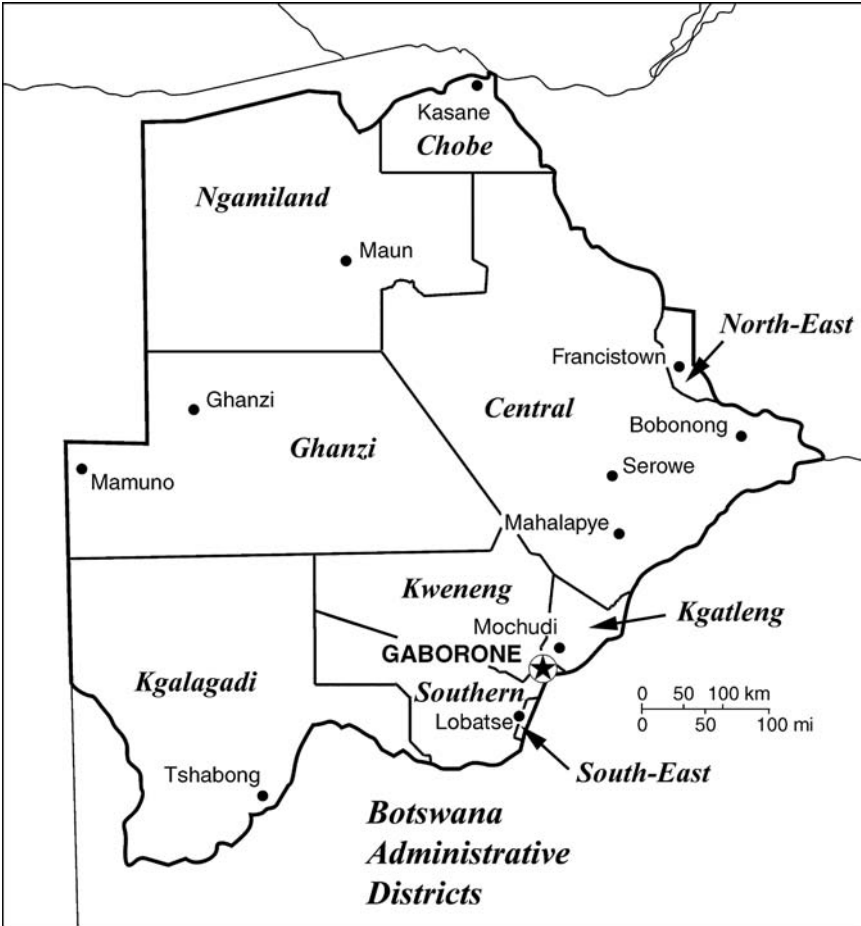 Kasane
Chobe
Ngamiland
Maun
North-East
Francistown
Ghanzi
Central
Bobonong
Ghanzi
Serowe
Mamuno
Mahalapye
Kweneng
Kgatleng
Mochudi
GABORONE
Kgalagadi
Southern
0 50 100 km
0 50 100 mi
Lobatse
South-East
Tshabong
Botswana
Administrative
Districts